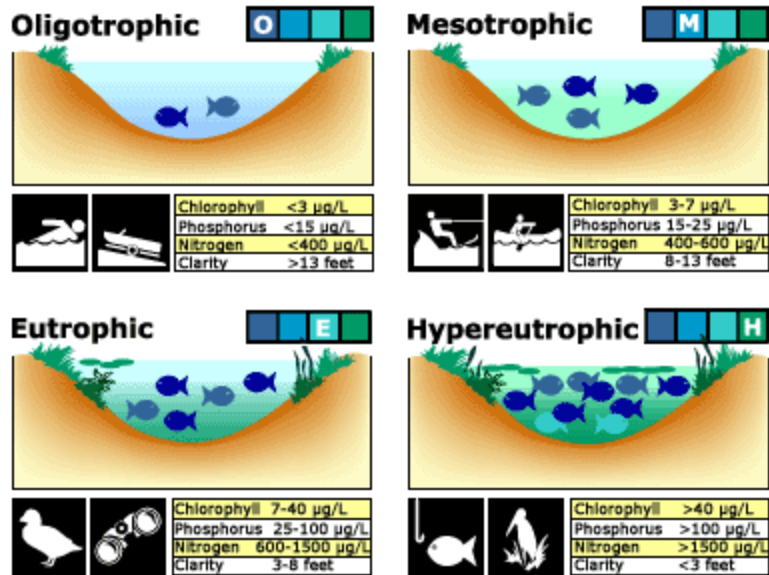 Oligotrophic O
Mesotrophic M
Chlorophyll <3 µg/L
Phosphorus <15 µg/L
Nitrogen <400 µg/L
Clarity >13 feet
Chlorophyll 3-7 µg/L
Phosphorus 15-25 µg/L
Nitrogen 400-600 µg/L
Clarity 8-13 feet
Eutrophic E
Hypereutrophic H
Chlorophyll 7-40 µg/L
Phosphorus 25-100 µg/L
Nitrogen 600-1500 µg/L
Clarity 3-8 feet
Chlorophyll >40 µg/L
Phosphorus >100 µg/L
Nitrogen >1500 µg/L
Clarity <3 feet